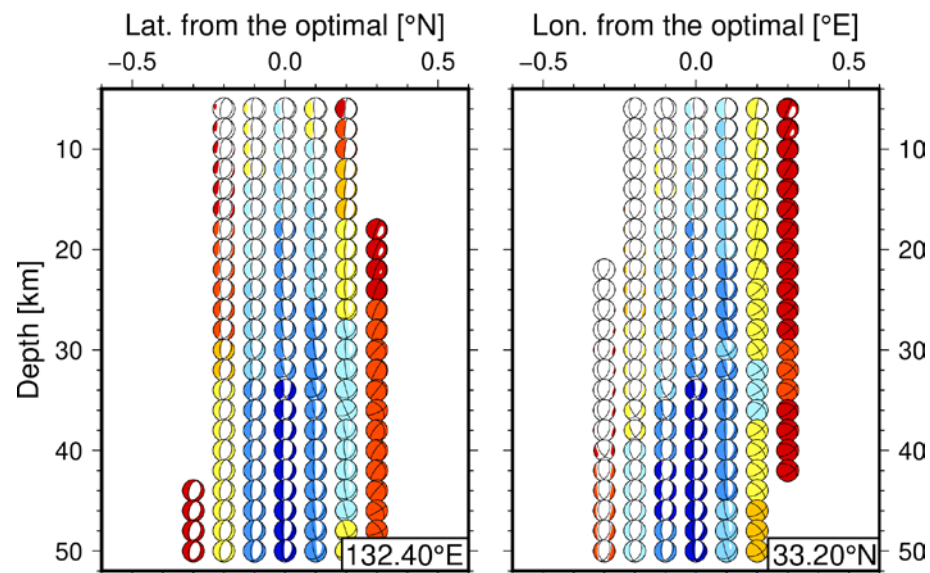 Lat. from the optimal [°N]
Lon. from the optimal [°E]
−0.5 0.0 0.5
−0.5 0.0 0.5
Depth [km]
10 10
20 20
30 30
40 40
50 50
132.40°E
33.20°N